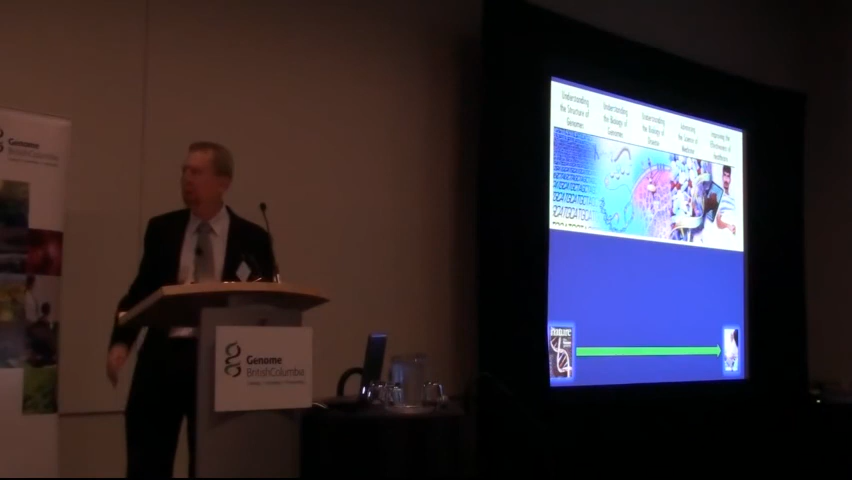 Genome
BritishColumbia
Understanding
the Structure of
Genomes
Understanding
the Biology of
Genomes
Understanding
the Biology of
Disease
Advancing
the Science of
Medicine
Improving the
Effectiveness of
Healthcare
nature
Genome
BritishColumbia